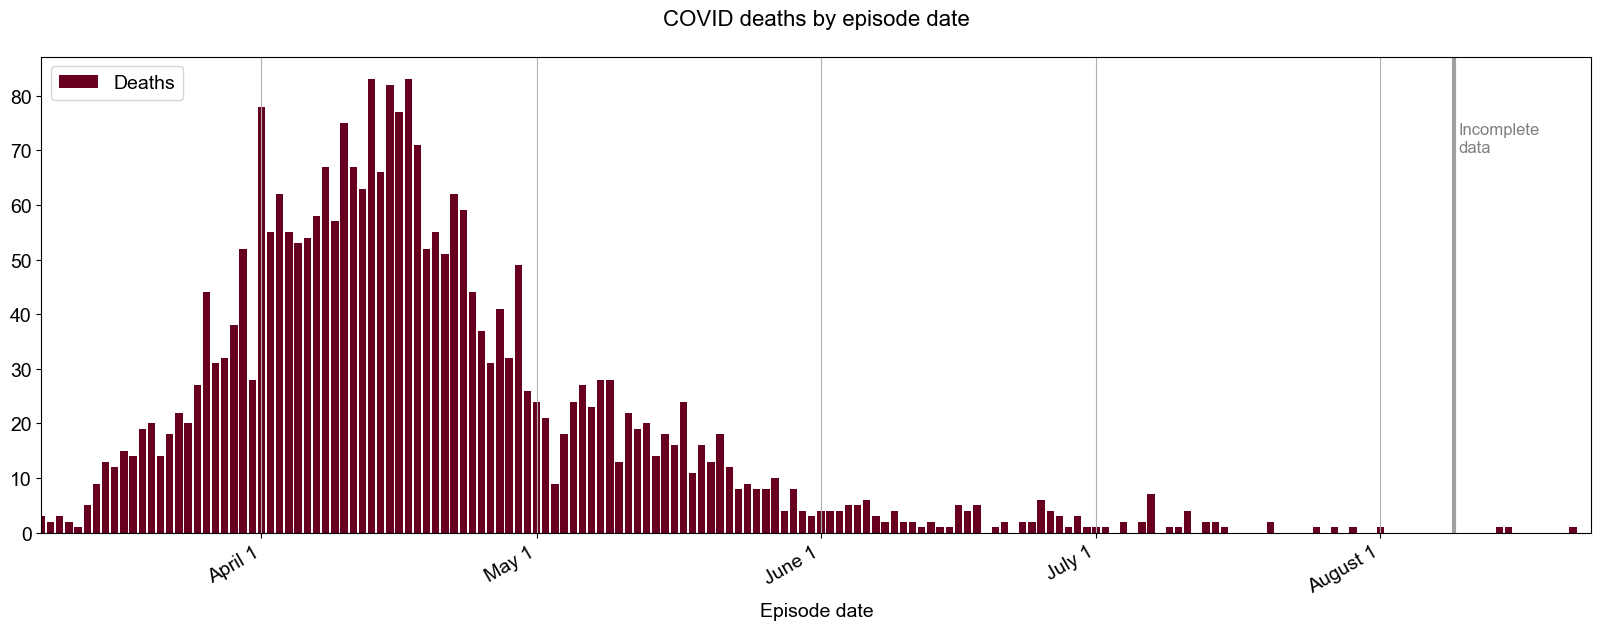 COVID deaths by episode date
Deaths
80
70
60
50
40
30
20
10
0
Incomplete
data
April 1
May 1
June 1
July 1
August 1
Episode date